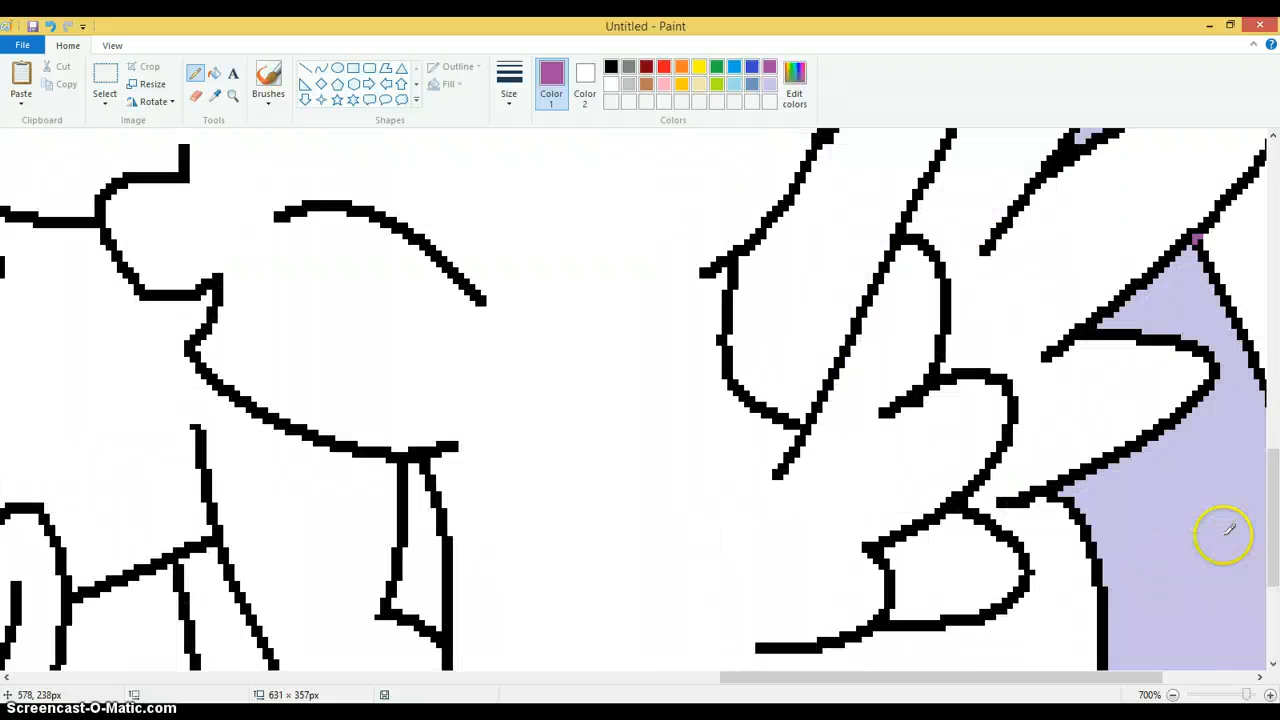 Untitled - Paint
File Home View
Paste
Cut
Copy
Clipboard
Select
Crop
Resize
Rotate
Image
A
Tools
Brushes
Outline
Fill
Shapes
Size
Color
1
Color
2
Edit
colors
Colors
578, 238px
631 × 357px
700%
Screencast-O-Matic.com